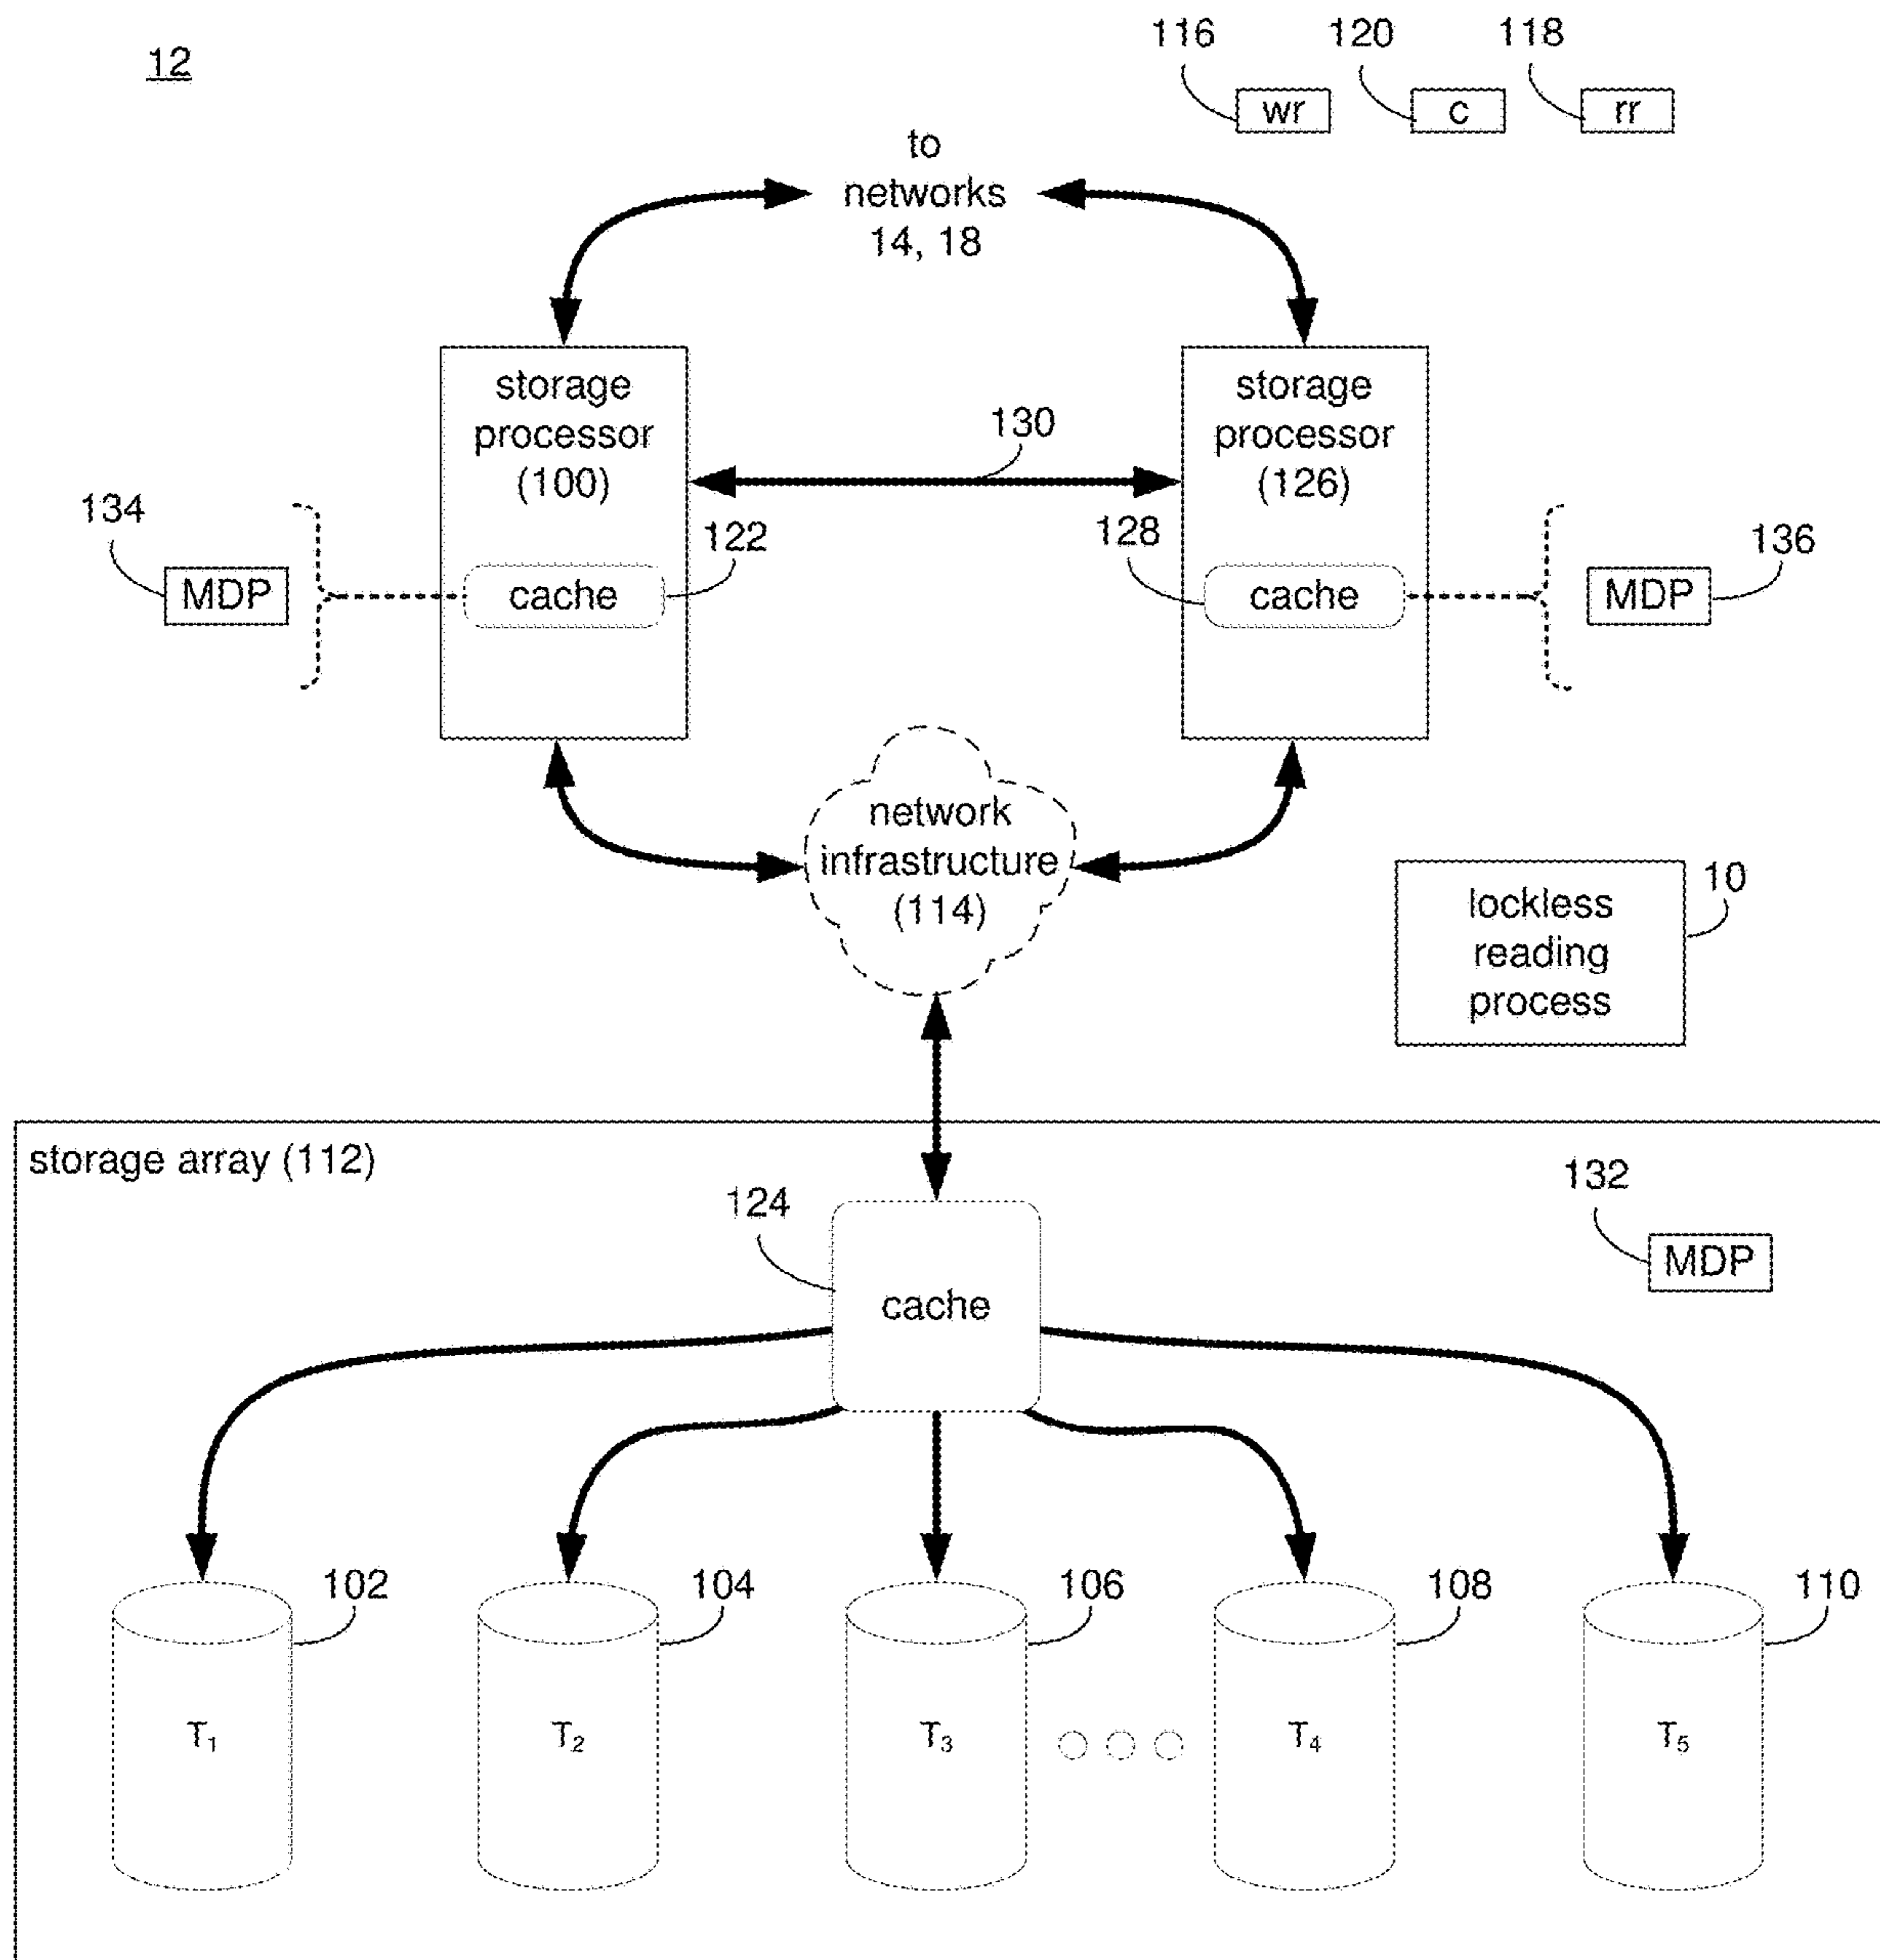 12
116
120
118
wr
c
rr
to
networks
14, 18
storage
processor
(100)
storage
processor
(126)
130
134
MDP
122
cache
128
cache
136
MDP
network
infrastructure
(114)
10
lockless
reading
process
storage array (112)
124
cache
132
MDP
102
104
106
108
110
T₁
T₂
T₃
T₄
T₅